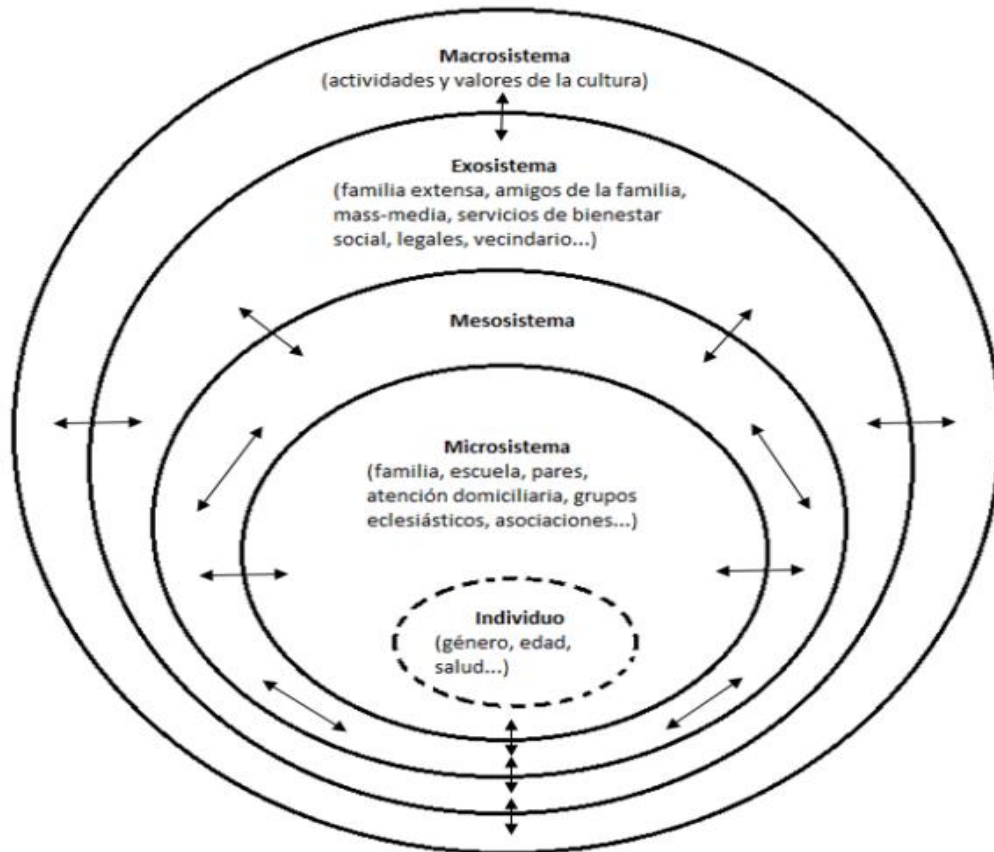 Macrosistema
(actividades y valores de la cultura)
Exosistema
(familia extensa, amigos de la familia,
mass-media, servicios de bienestar
social, legales, vecindario...)
Mesosistema
Microsistema
(familia, escuela, pares,
atención domiciliaria, grupos
eclesiásticos, asociaciones...)
Individuo
(género, edad,
salud...)